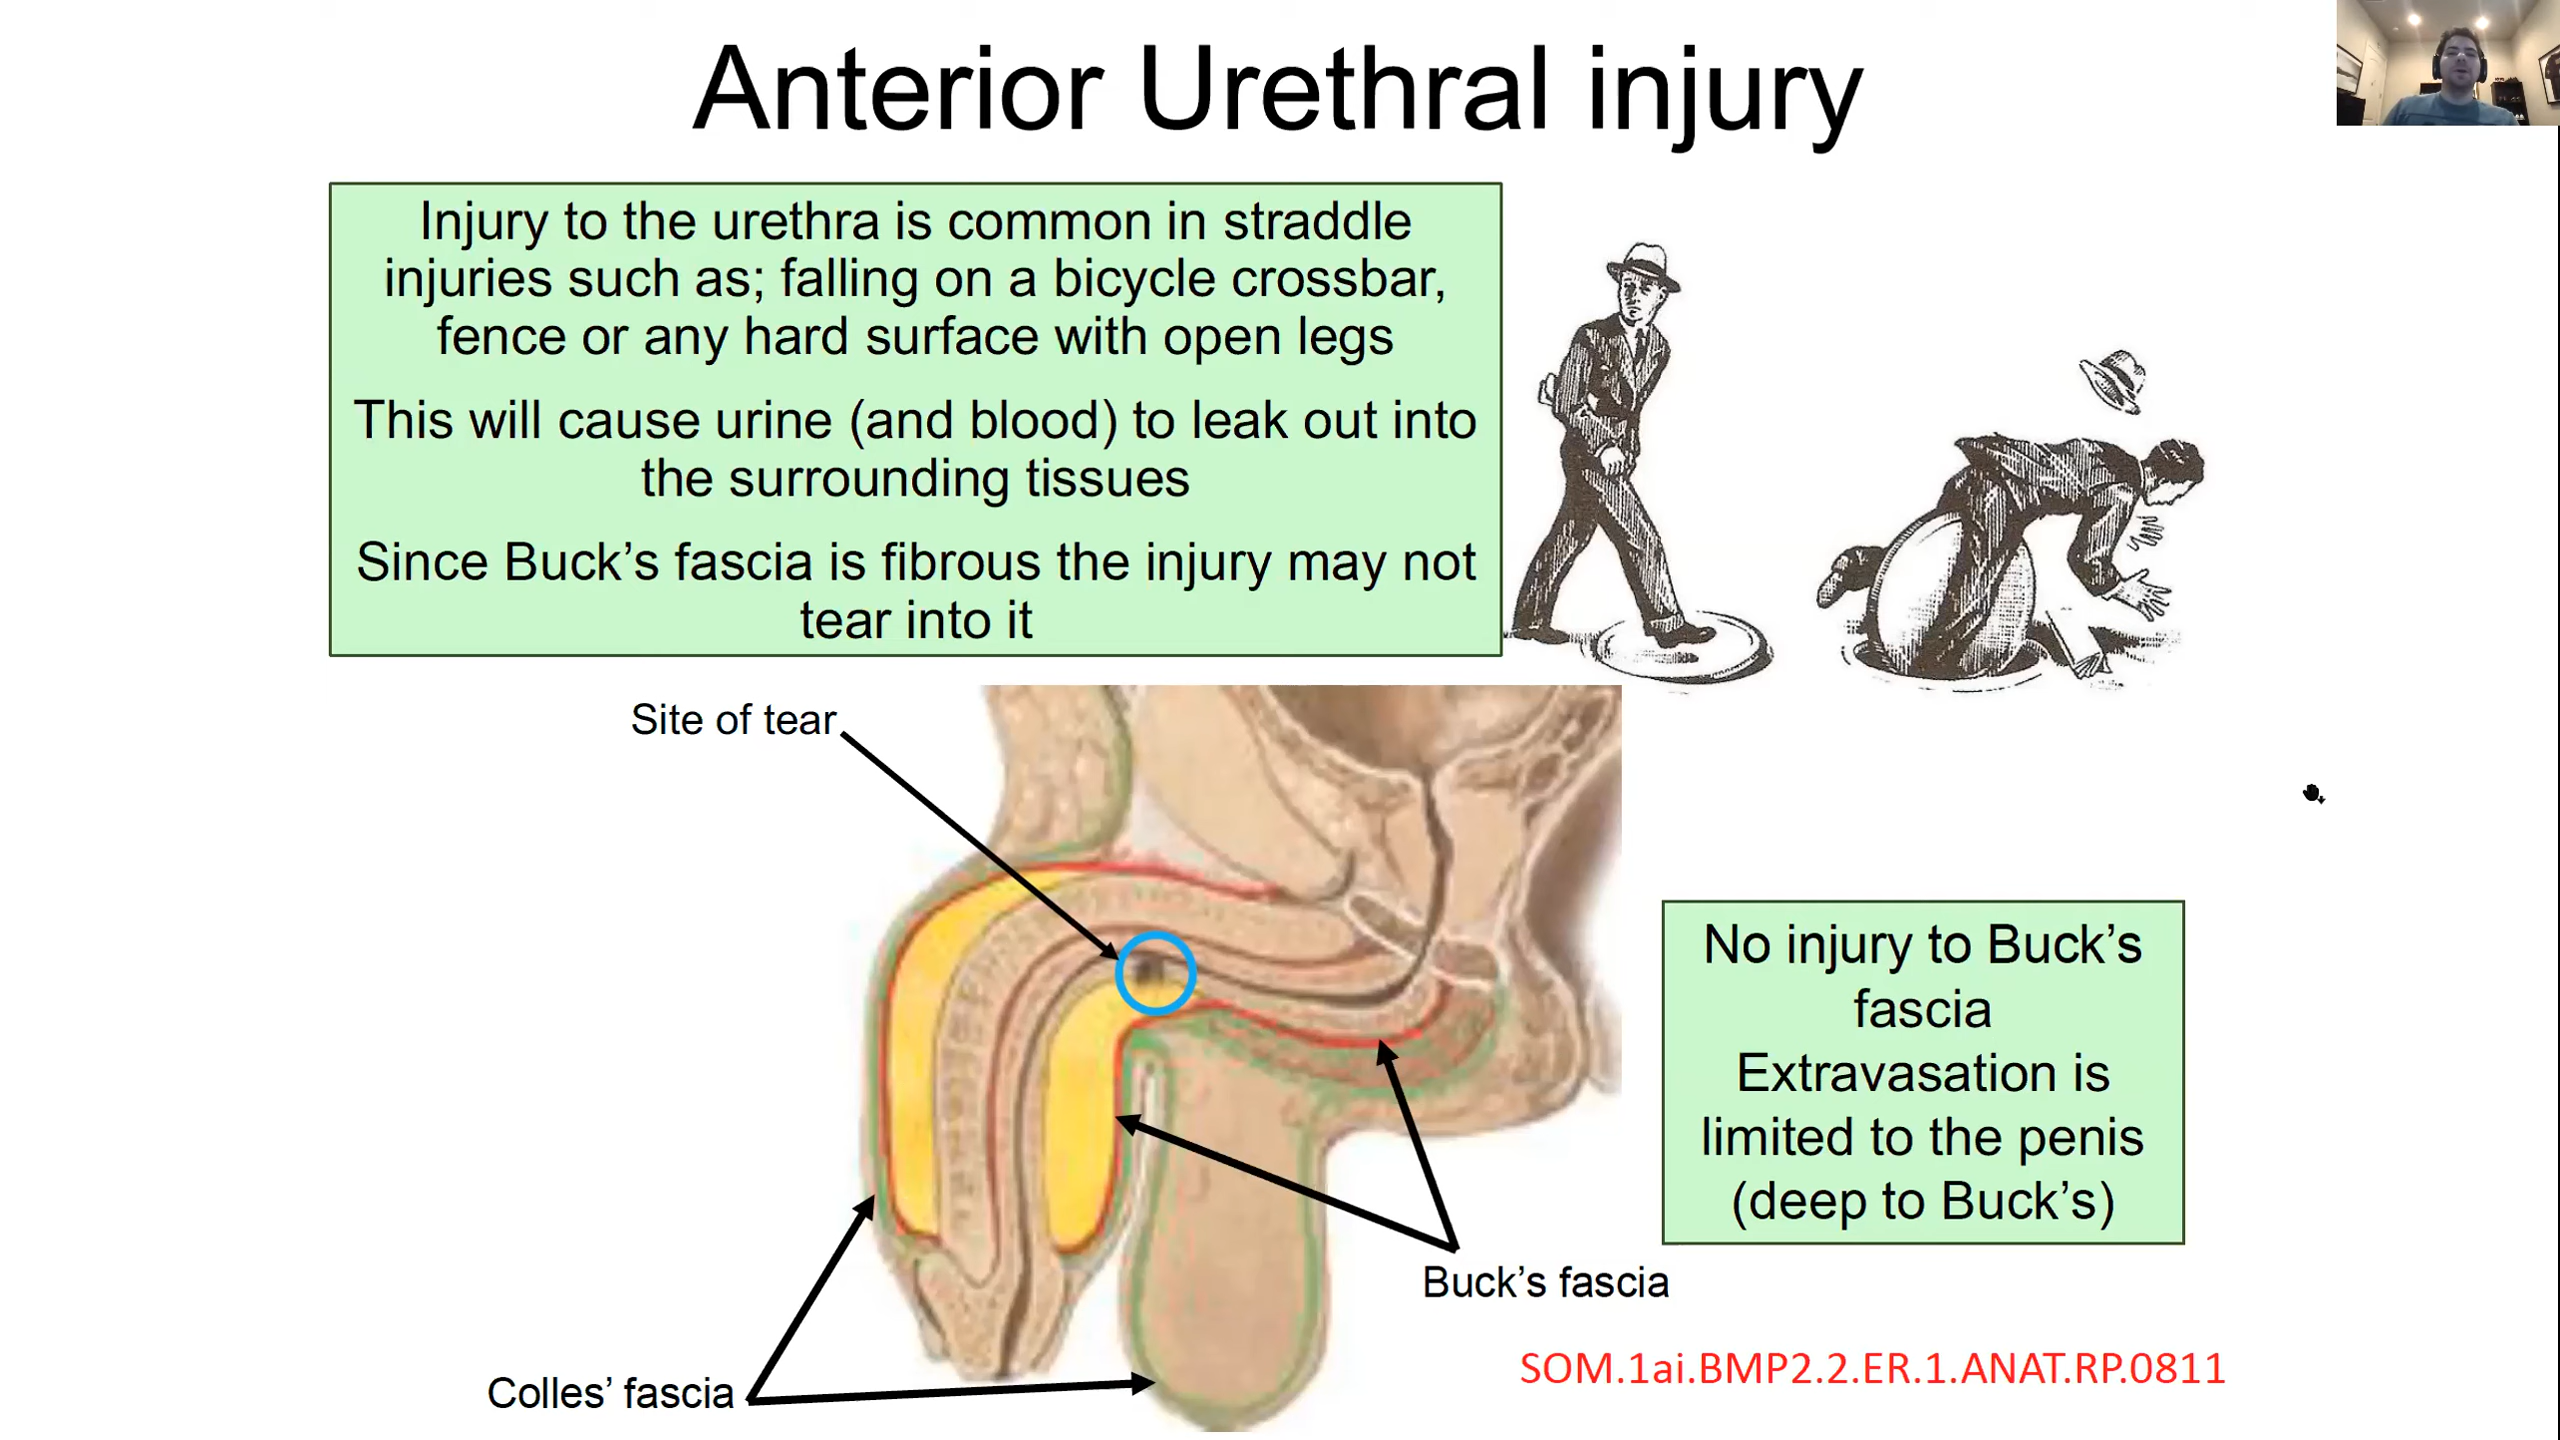 Anterior Urethral injury
Injury to the urethra is common in straddle
injuries such as; falling on a bicycle crossbar,
fence or any hard surface with open legs
This will cause urine (and blood) to leak out into
the surrounding tissues
Since Buck’s fascia is fibrous the injury may not
tear into it
Site of tear
No injury to Buck’s
fascia
Extravasation is
limited to the penis
(deep to Buck’s)
Buck’s fascia
Colles’ fascia
SOM.1ai.BMP2.2.ER.1.ANAT.RP.0811